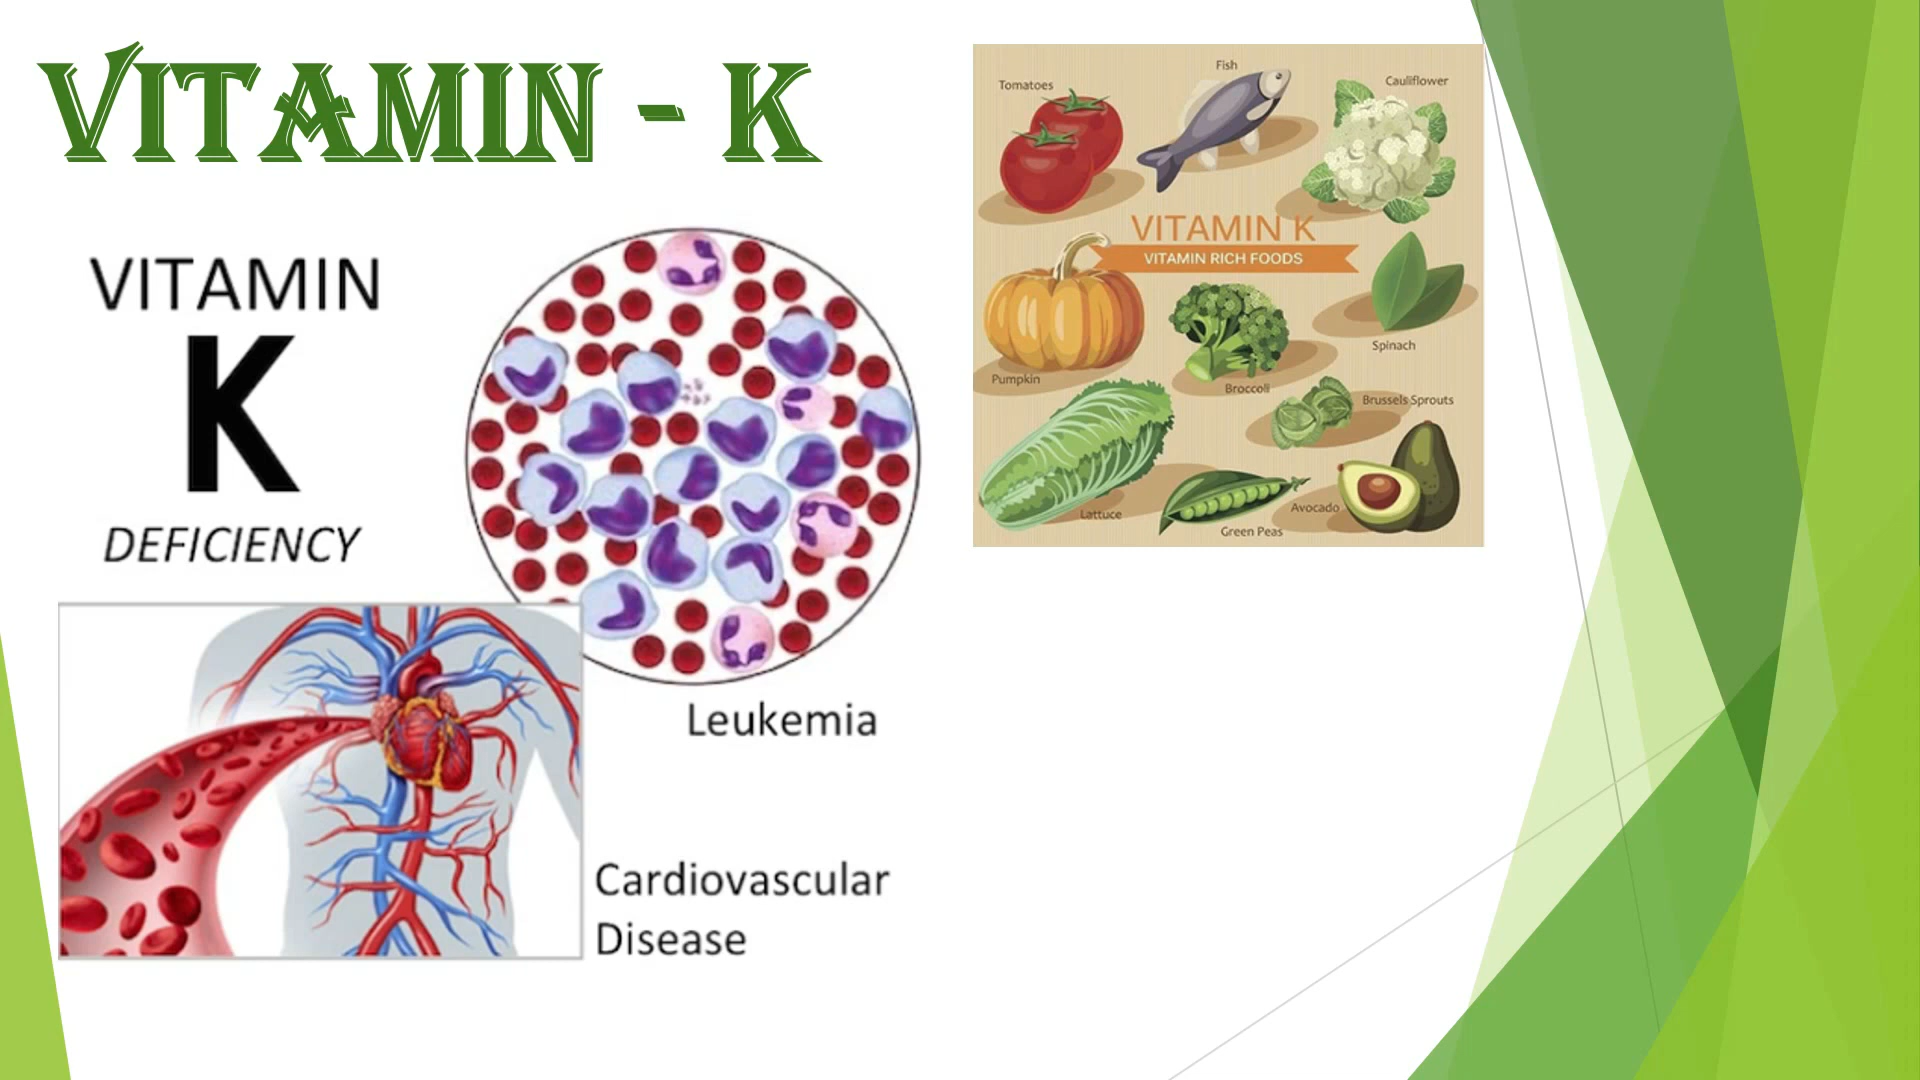 VITAMIN - K
VITAMIN
K
DEFICIENCY
Leukemia
Cardiovascular
Disease
Tomatoes
Fish
Cauliflower
VITAMIN K
VITAMIN RICH FOODS
Spinach
Pumpkin
Broccoli
Brussels Sprouts
Lattuce
Green Peas
Avocado